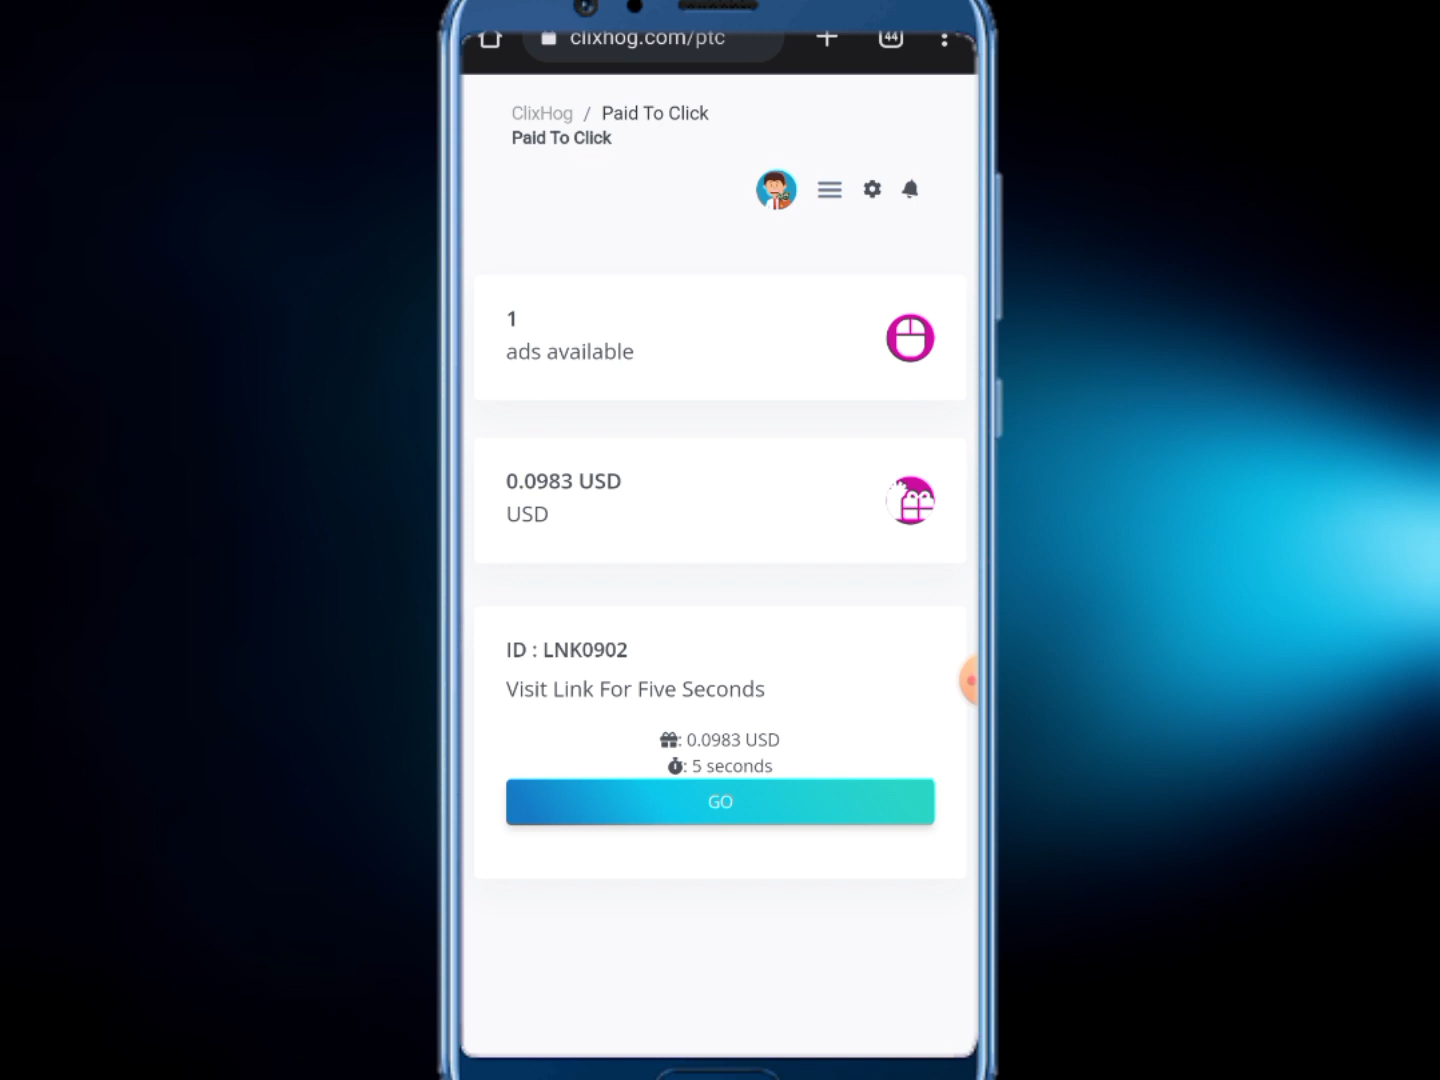 clixhog.com/ptc
44
ClixHog / Paid To Click
Paid To Click
1
ads available
0.0983 USD
USD
ID : LNK0902
Visit Link For Five Seconds
: 0.0983 USD
: 5 seconds
GO